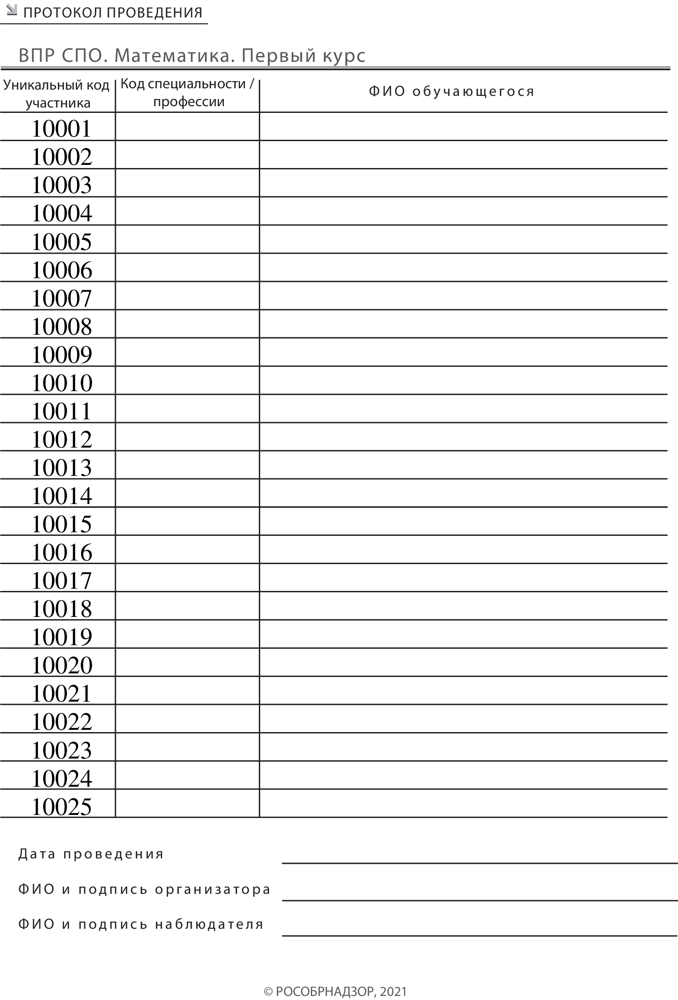 ПРОТОКОЛ ПРОВЕДЕНИЯ
ВПР СПО. Математика. Первый курс
Уникальный код участника
Код специальности / профессии
ФИО обучающегося
10001
10002
10003
10004
10005
10006
10007
10008
10009
10010
10011
10012
10013
10014
10015
10016
10017
10018
10019
10020
10021
10022
10023
10024
10025
Дата проведения
ФИО и подпись организатора
ФИО и подпись наблюдателя
© РОСОБРНАДЗОР, 2021